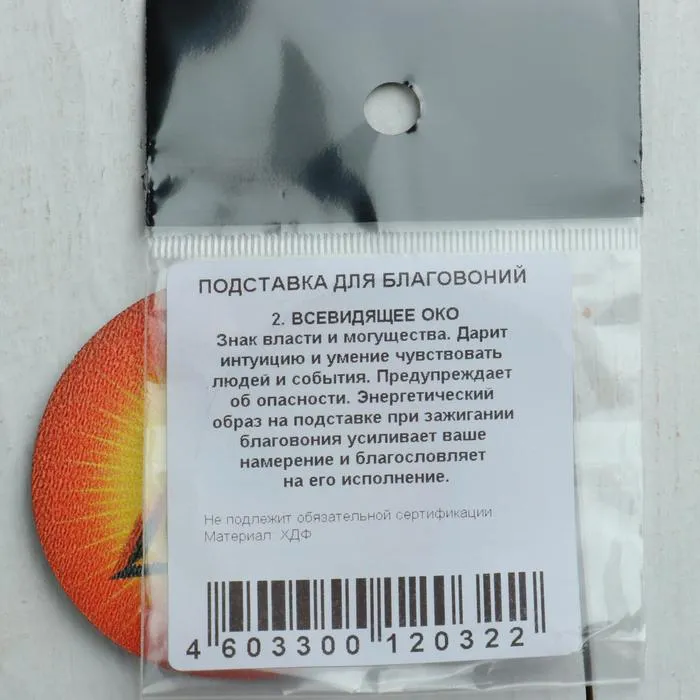 ПОДСТАВКА ДЛЯ БЛАГОВОНИЙ
2. ВСЕВИДЯЩЕЕ ОКО
Знак власти и могущества. Дарит
интуицию и умение чувствовать
людей и события. Предупреждает
об опасности. Энергетический
образ на подставке при зажигании
благовония усиливает ваше
намерение и благословляет
на его исполнение.
Не подлежит обязательной сертификации
Материал: ХДФ
4 603300 120322